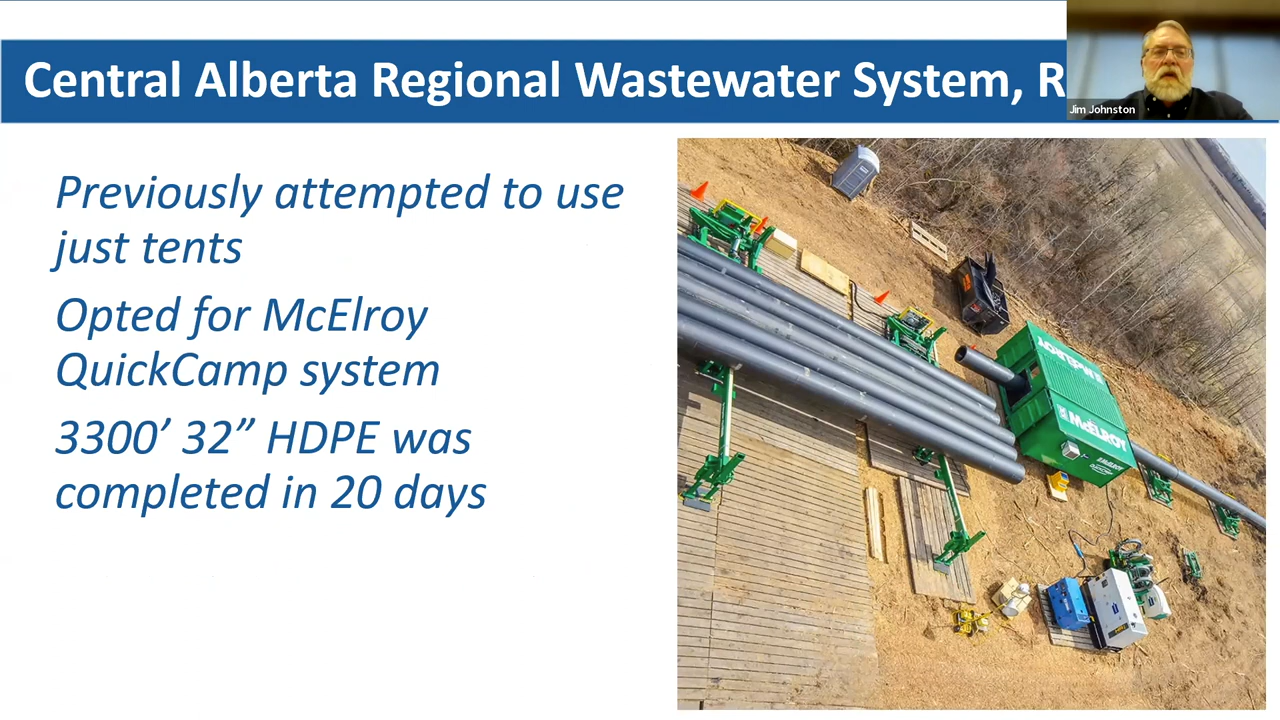 Central Alberta Regional Wastewater System, R
Jim Johnston
Previously attempted to use
just tents
Opted for McElroy
QuickCamp system
3300’ 32” HDPE was
completed in 20 days
McELROY
McELROY